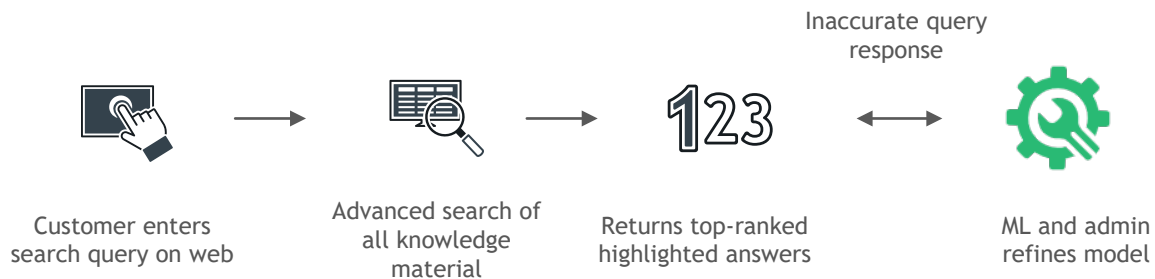 Inaccurate query
response
123
Customer enters
search query on web
Advanced search of
all knowledge
material
Returns top-ranked
highlighted answers
ML and admin
refines model